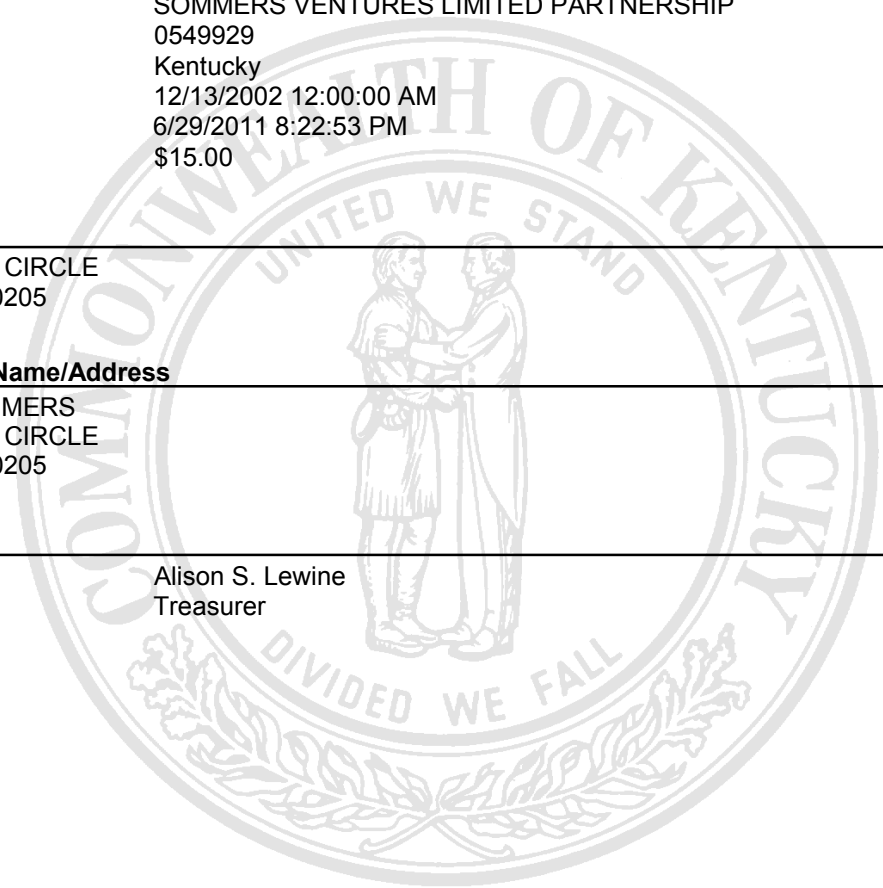 SOMMERS VENTURES LIMITED PARTNERSHIP
0549929
Kentucky
12/13/2002 12:00:00 AM
6/29/2011 8:22:53 PM
$15.00
CIRCLE
0205
Name/Address
MERS
CIRCLE
0205
Alison S. Lewine
Treasurer
COMMONWEALTH OF KENTUCKY
UNITED WE STAND
DIVIDED WE FALL